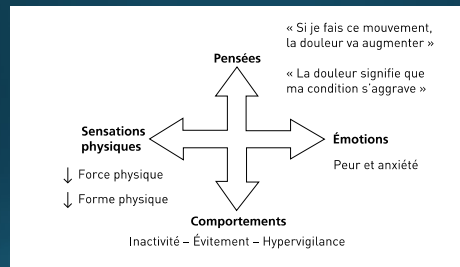 « Si je fais ce mouvement,
la douleur va augmenter »
Pensées
« La douleur signifie que
ma condition s'aggrave »
Sensations
physiques
Émotions
↓ Force physique
Peur et anxiété
↓ Forme physique
Comportements
Inactivité – Évitement – Hypervigilance